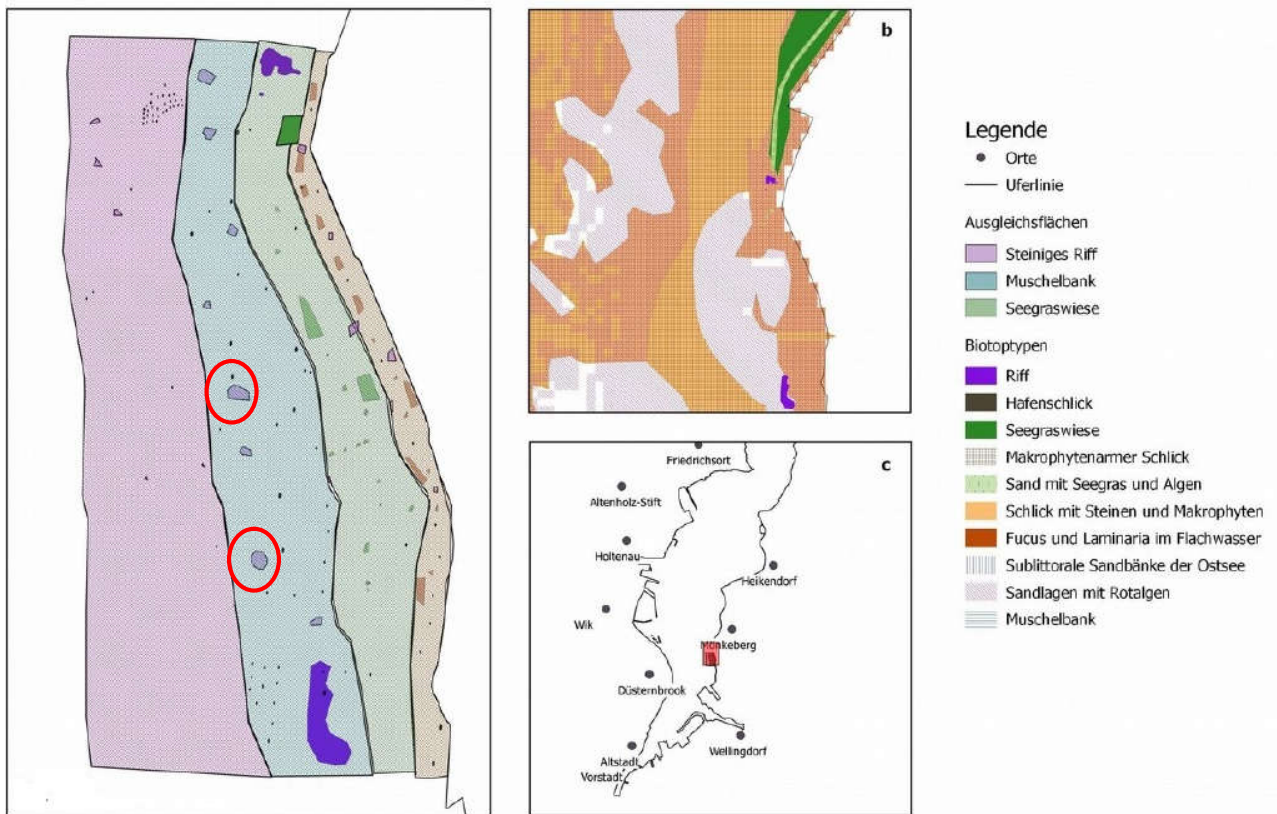 b
c
Friedrichsort
Altenholz-Stift
Holtenau
Heikendorf
Wik
Mönkeberg
Düsternbrook
Wellingdorf
Altstadt
Vorstadt
Legende
Orte
Uferlinie
Ausgleichsflächen
Steiniges Riff
Muschelbank
Seegraswiese
Biotoptypen
Riff
Hafenschlick
Seegraswiese
Makrophytenarmer Schlick
Sand mit Seegras und Algen
Schlick mit Steinen und Makrophyten
Fucus und Laminaria im Flachwasser
Sublittorale Sandbänke der Ostsee
Sandlagen mit Rotalgen
Muschelbank